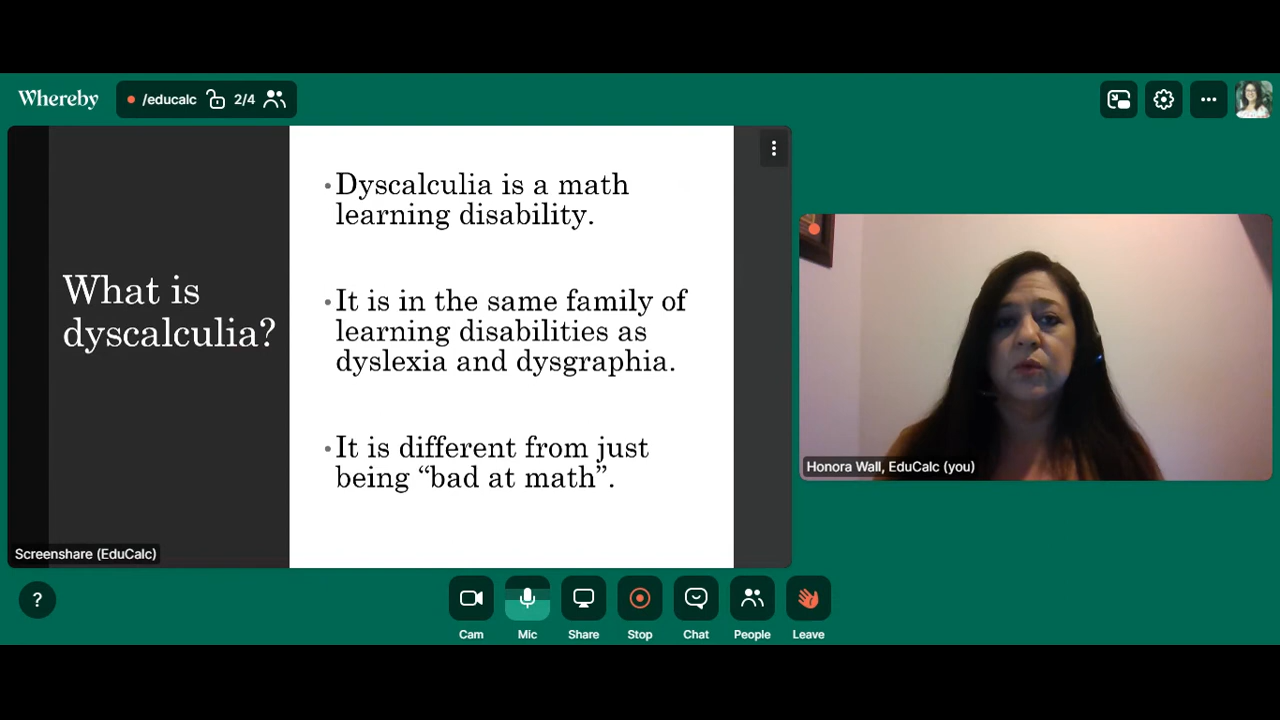 Whereby
/educalc 2/4
What is
dyscalculia?
•Dyscalculia is a math
learning disability.
•It is in the same family of
learning disabilities as
dyslexia and dysgraphia.
•It is different from just
being “bad at math”.
Screenshare (EduCalc)
Honora Wall, EduCalc (you)
?
Cam Mic Share Stop Chat People Leave